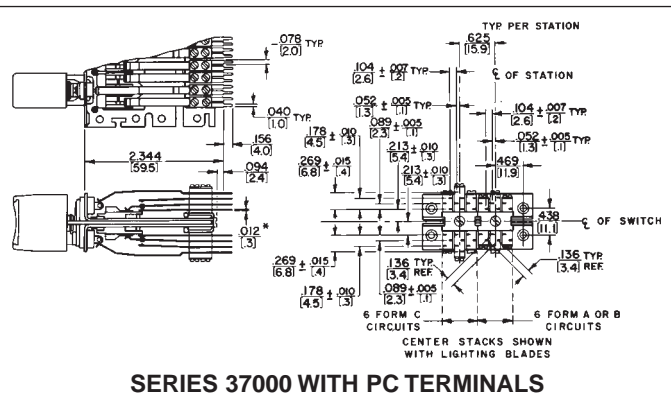 TYP. PER STATION
.625
[15.9]
.078
[2.0] TYP.
.104 ± .007 TYP.
[2.6] [.2]
℄ OF STATION
.052 ± .005 TYP.
[1.3] [.1]
.104 ± .007 TYP.
[2.6] [.2]
.040 TYP.
[1.0]
.089 ± .005
[2.3] [.1]
.178 ± .010
[4.5] [.3]
.052 ± .005 TYP.
[1.3] [.1]
.156
[4.0]
.213 ± .010
[5.4] [.3]
.469
[11.9]
2.344
[59.5]
.269 ± .015
[6.8] [.4]
.094
[2.4]
.213 ± .010
[5.4] [.3]
.438
[11.1]
℄ OF SWITCH
.012 *
[.3]
.269 ± .015
[6.8] [.4]
.136 TYP.
[3.4] REF.
.136 TYP.
[3.4] REF.
.178 ± .010
[4.5] [.3]
.089 ± .005
[2.3] [.1]
6 FORM C
CIRCUITS
6 FORM A OR B
CIRCUITS
CENTER STACKS SHOWN
WITH LIGHTING BLADES
SERIES 37000 WITH PC TERMINALS